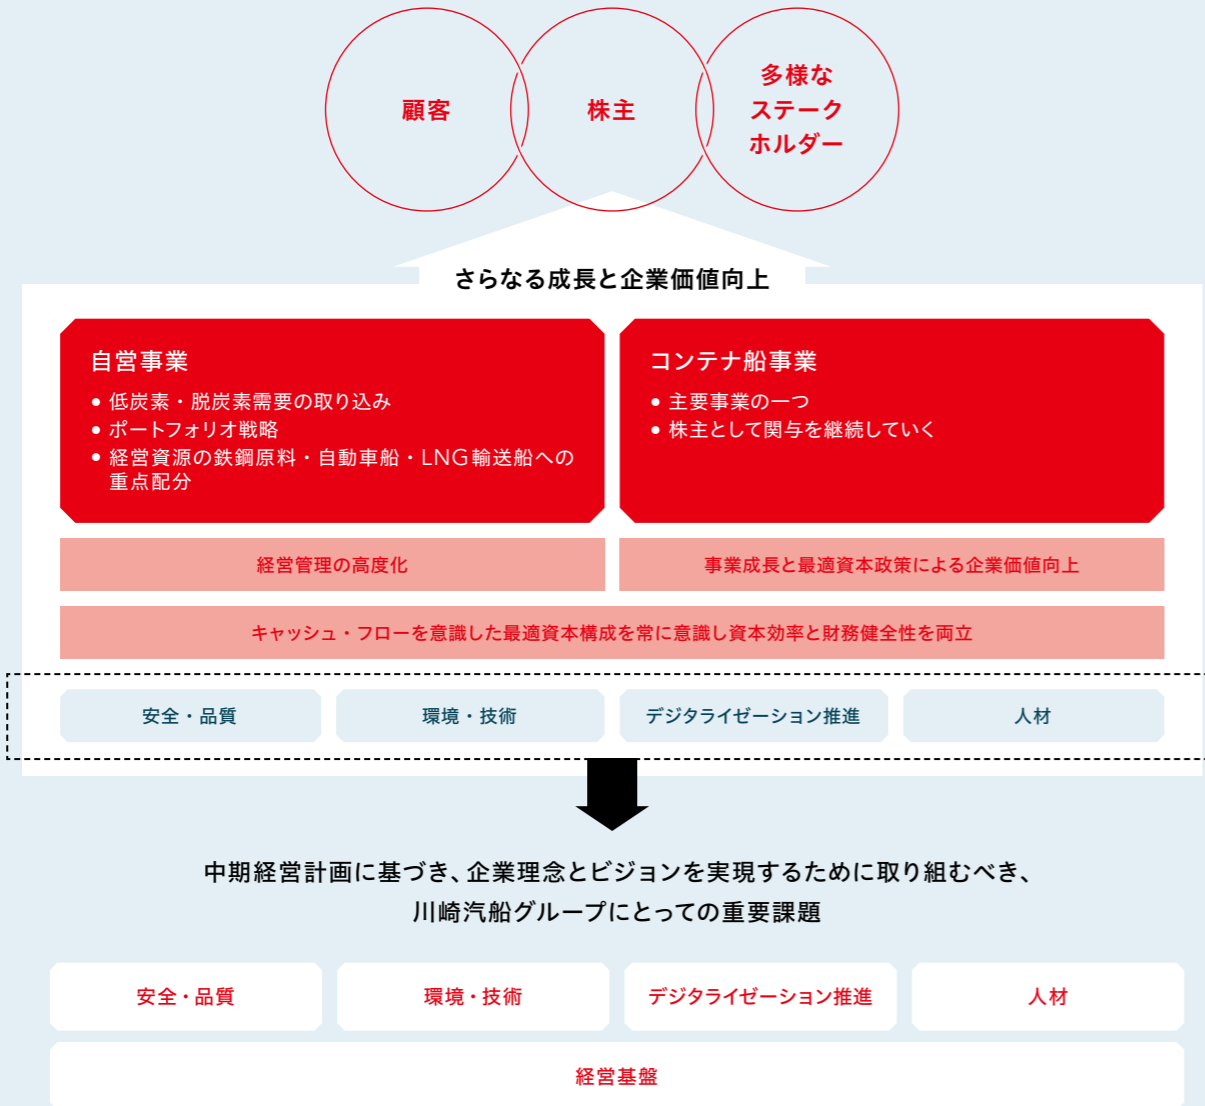 顧客
株主
多様な
ステーク
ホルダー
さらなる成長と企業価値向上
自営事業
● 低炭素・脱炭素需要の取り込み
● ポートフォリオ戦略
● 経営資源の鉄鋼原料・自動車船・LNG輸送船への
重点配分
コンテナ船事業
● 主要事業の一つ
● 株主として関与を継続していく
経営管理の高度化
事業成長と最適資本政策による企業価値向上
キャッシュ・フローを意識した最適資本構成を常に意識し資本効率と財務健全性を両立
安全・品質
環境・技術
デジタライゼーション推進
人材
中期経営計画に基づき、企業理念とビジョンを実現するために取り組むべき、
川崎汽船グループにとっての重要課題
安全・品質
環境・技術
デジタライゼーション推進
人材
経営基盤